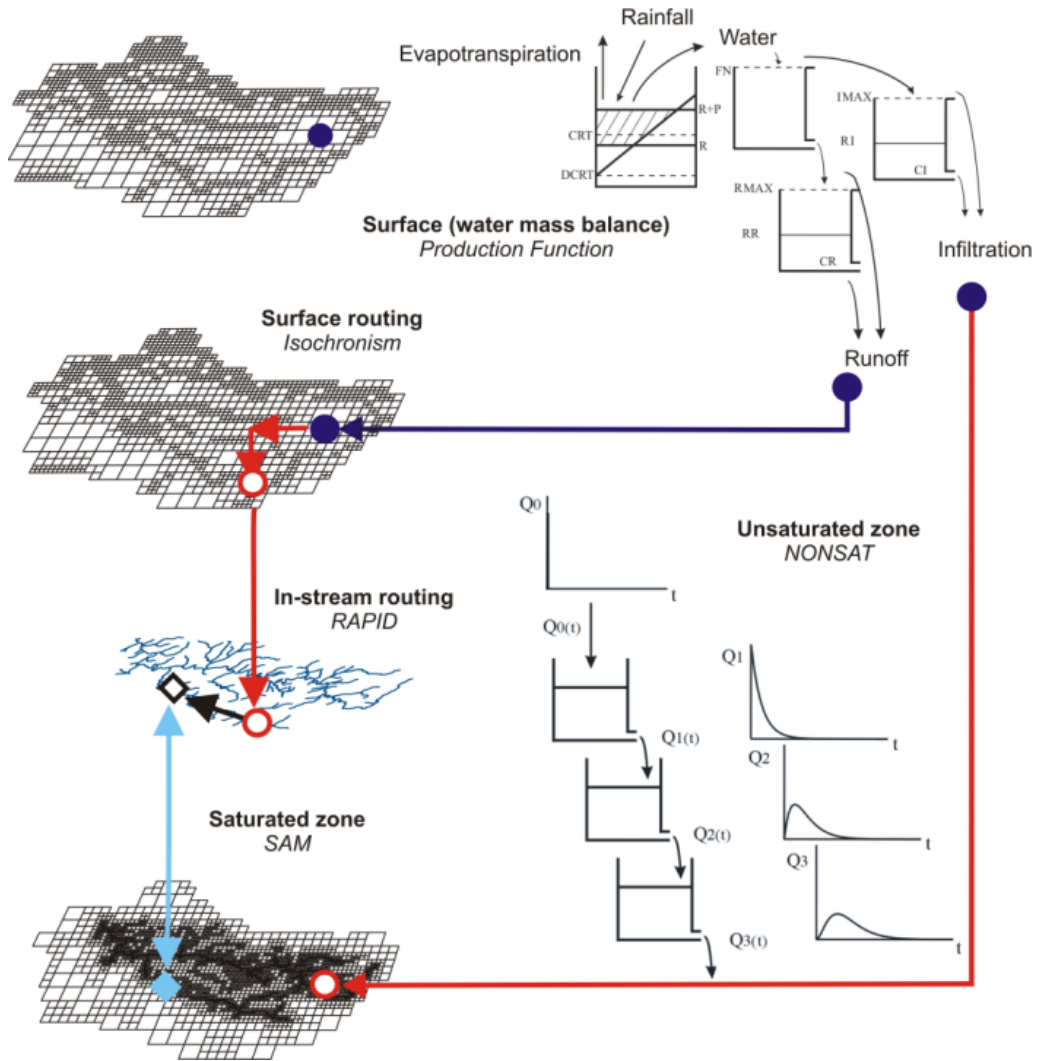 Rainfall
Evapotranspiration
Water
FN
IMAX
R+P
CRT
RI
R
CI
DCRT
RMAX
Surface (water mass balance)
Production Function
RR
CR
Infiltration
Surface routing
Isochronism
Runoff
Q0
Unsaturated zone
NONSAT
t
In-stream routing
RAPID
Q0(t)
Q1
Q1(t)
t
Q2
Saturated zone
SAM
Q2(t)
t
Q3
Q3(t)
t